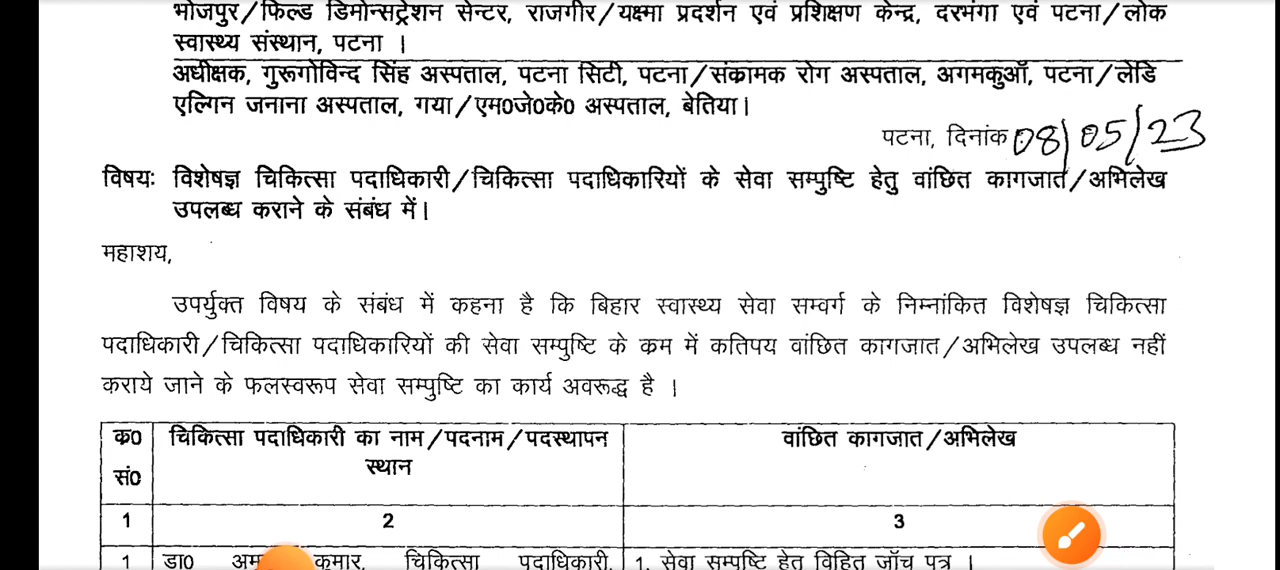 भोजपुर/फिल्ड डिमोन्सट्रेशन सेन्टर, राजगीर/यक्ष्मा प्रदर्शन एवं प्रशिक्षण केन्द्र, दरभंगा एवं पटना/लोक
स्वास्थ्य संस्थान, पटना ।
अधीक्षक, गुरूगोविन्द सिंह अस्पताल, पटना सिटी, पटना/संक्रामक रोग अस्पताल, अगमकुआँ, पटना/लेडि
एल्गिन जनाना अस्पताल, गया/एम0जे0के0 अस्पताल, बेतिया।
पटना, दिनांक 08/05/23
विषयः विशेषज्ञ चिकित्सा पदाधिकारी/चिकित्सा पदाधिकारियों के सेवा सम्पुष्टि हेतु वांछित कागजात/अभिलेख
उपलब्ध कराने के संबंध में।
महाशय,
उपर्युक्त विषय के संबंध में कहना है कि बिहार स्वास्थ्य सेवा सम्वर्ग के निम्नांकित विशेषज्ञ चिकित्सा
पदाधिकारी/चिकित्सा पदाधिकारियों की सेवा सम्पुष्टि के क्रम में कतिपय वांछित कागजात/अभिलेख उपलब्ध नहीं
कराये जाने के फलस्वरूप सेवा सम्पुष्टि का कार्य अवरूद्ध है ।
क्र0 सं0
चिकित्सा पदाधिकारी का नाम/पदनाम/पदस्थापन
स्थान
वांछित कागजात/अभिलेख
1 2 3
1 डा0 कुमार, चिकित्सा पदाधिकारी, 1. सेवा सम्पुष्टि हेतु विहित जाँच पत्र ।